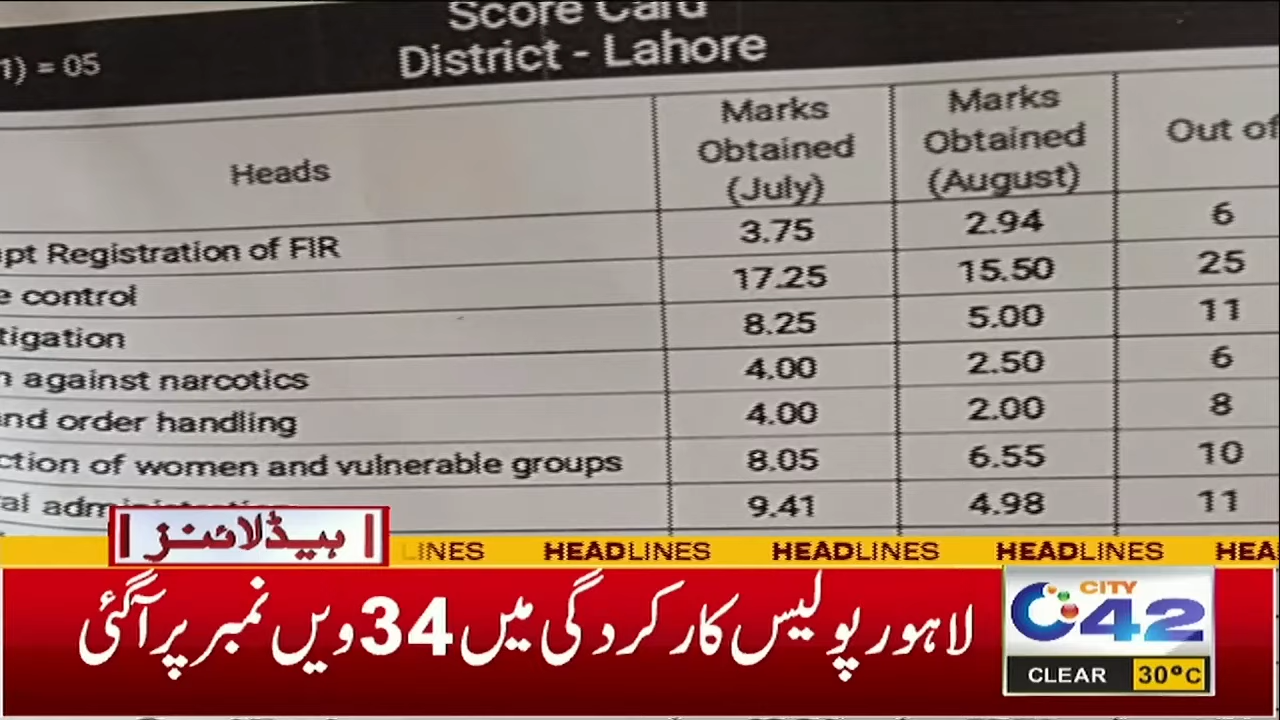 Score Card
District - Lahore
1) = 05
Heads Marks Obtained (July) Marks Obtained (August) Out of
Registration of FIR 3.75 2.94 6
control 17.25 15.50 25
8.25 5.00 11
against narcotics 4.00 2.50 6
order handling 4.00 2.00 8
of women and vulnerable groups 8.05 6.55 10
9.41 4.98 11
ہیڈلائنز
LINES HEADLINES HEADLINES HEADLINES HEA
لاہور پولیس کارکردگی میں 34ویں نمبر پر آگئی
CITY
42
CLEAR 30°C